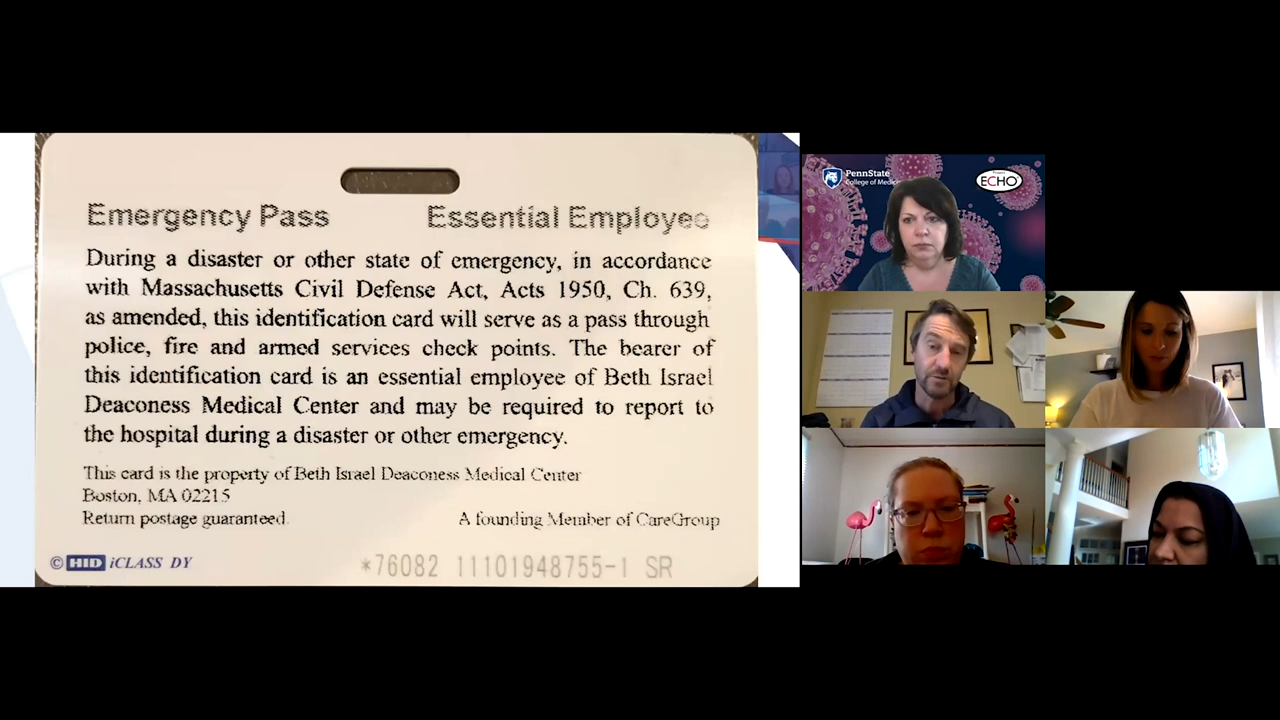 Emergency Pass Essential Employee
During a disaster or other state of emergency, in accordance
with Massachusetts Civil Defense Act, Acts 1950, Ch. 639,
as amended, this identification card will serve as a pass through
police, fire and armed services check points. The bearer of
this identification card is an essential employee of Beth Israel
Deaconess Medical Center and may be required to report to
the hospital during a disaster or other emergency.
This card is the property of Beth Israel Deaconess Medical Center
Boston, MA 02215
Return postage guaranteed.
A founding Member of CareGroup
© HID iCLASS DY
*76082 11101948755-1 SR
PennState
College of Medic
Project
ECHO